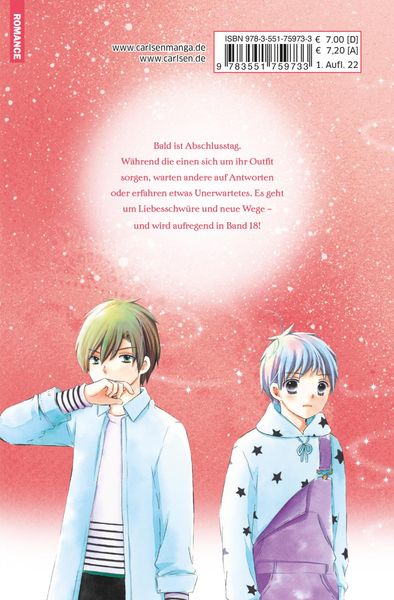 ROMANCE
www.carlsenmanga.de
www.carlsen.de
ISBN 978-3-551-75973-3
9 783551 759733
€ 7.00 [D]
€ 7,20 [A]
1. Aufl. 22
Bald ist Abschlusstag.
Während die einen sich um ihr Outfit
sorgen, warten andere auf Antworten
oder erfahren etwas Unerwartetes. Es geht
um Liebesschwüre und neue Wege –
und wird aufregend in Band 18!